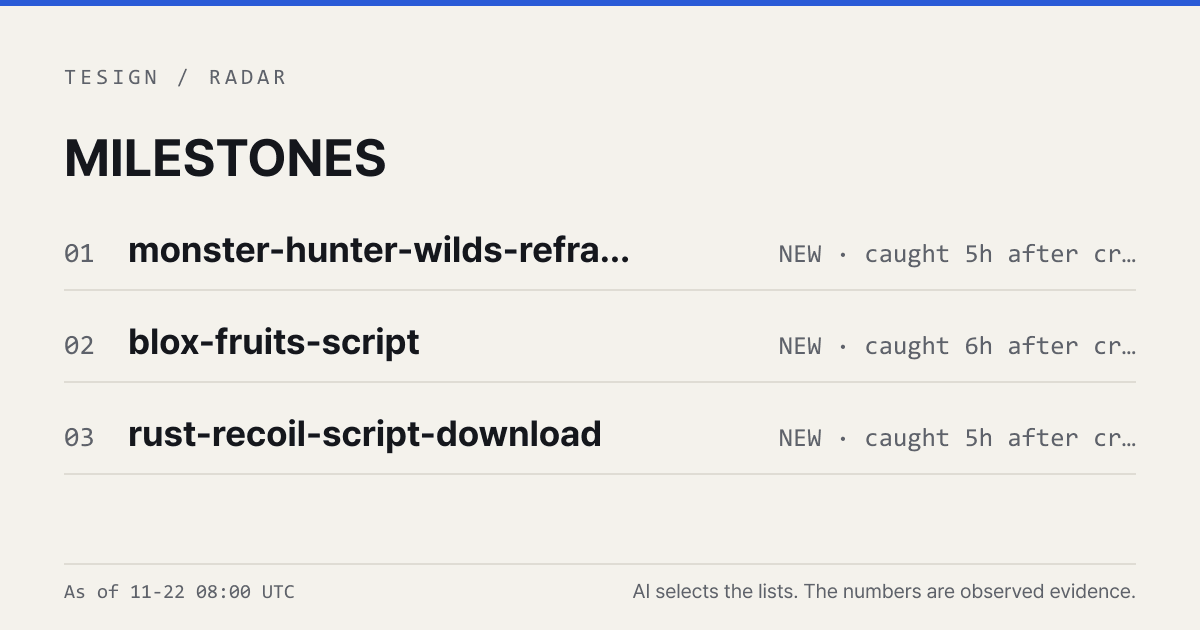 TESIGN / RADAR
MILESTONES
01 monster-hunter-wilds-refra... NEW · caught 5h after cr…
02 blox-fruits-script NEW · caught 6h after cr…
03 rust-recoil-script-download NEW · caught 5h after cr…
As of 11-22 08:00 UTC AI selects the lists. The numbers are observed evidence.